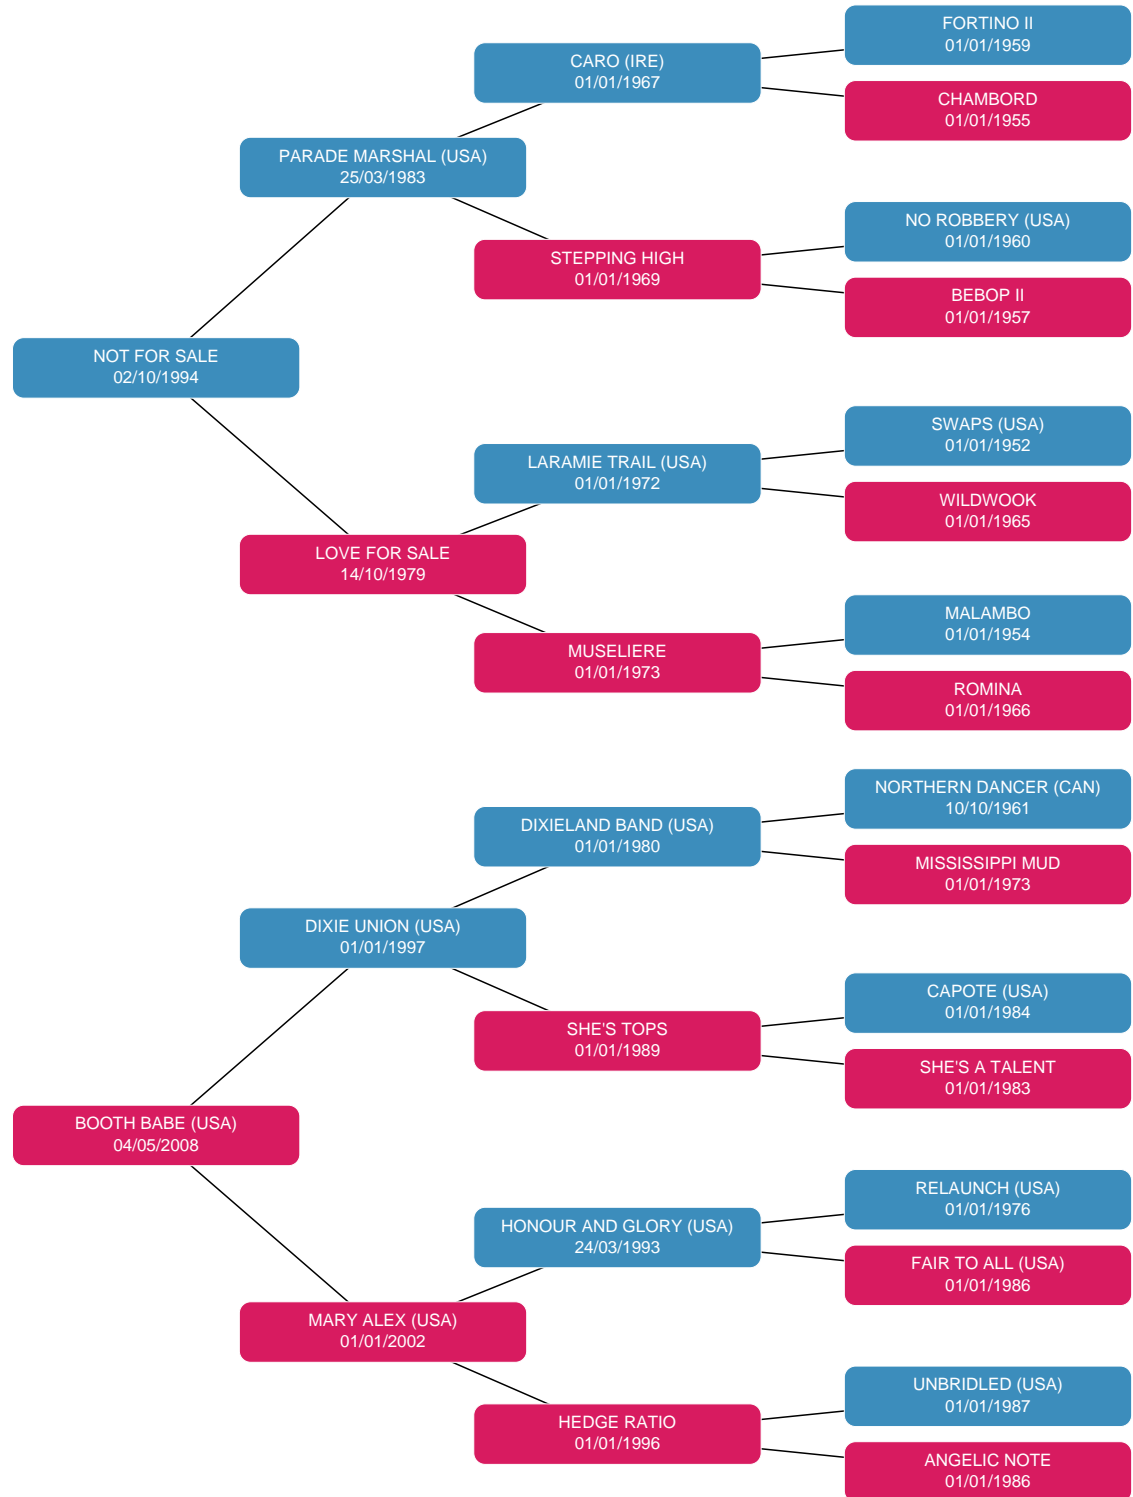 FORTINO II
01/01/1959
CARO (IRE)
01/01/1967
CHAMBORD
01/01/1955
PARADE MARSHAL (USA)
25/03/1983
NO ROBBERY (USA)
01/01/1960
STEPPING HIGH
01/01/1969
BEBOP II
01/01/1957
NOT FOR SALE
02/10/1994
SWAPS (USA)
01/01/1952
LARAMIE TRAIL (USA)
01/01/1972
WILDWOOK
01/01/1965
LOVE FOR SALE
14/10/1979
MALAMBO
01/01/1954
MUSELIERE
01/01/1973
ROMINA
01/01/1966
NORTHERN DANCER (CAN)
10/10/1961
DIXIELAND BAND (USA)
01/01/1980
MISSISSIPPI MUD
01/01/1973
DIXIE UNION (USA)
01/01/1997
CAPOTE (USA)
01/01/1984
SHE'S TOPS
01/01/1989
SHE'S A TALENT
01/01/1983
BOOTH BABE (USA)
04/05/2008
RELAUNCH (USA)
01/01/1976
HONOUR AND GLORY (USA)
24/03/1993
FAIR TO ALL (USA)
01/01/1986
MARY ALEX (USA)
01/01/2002
UNBRIDLED (USA)
01/01/1987
HEDGE RATIO
01/01/1996
ANGELIC NOTE
01/01/1986